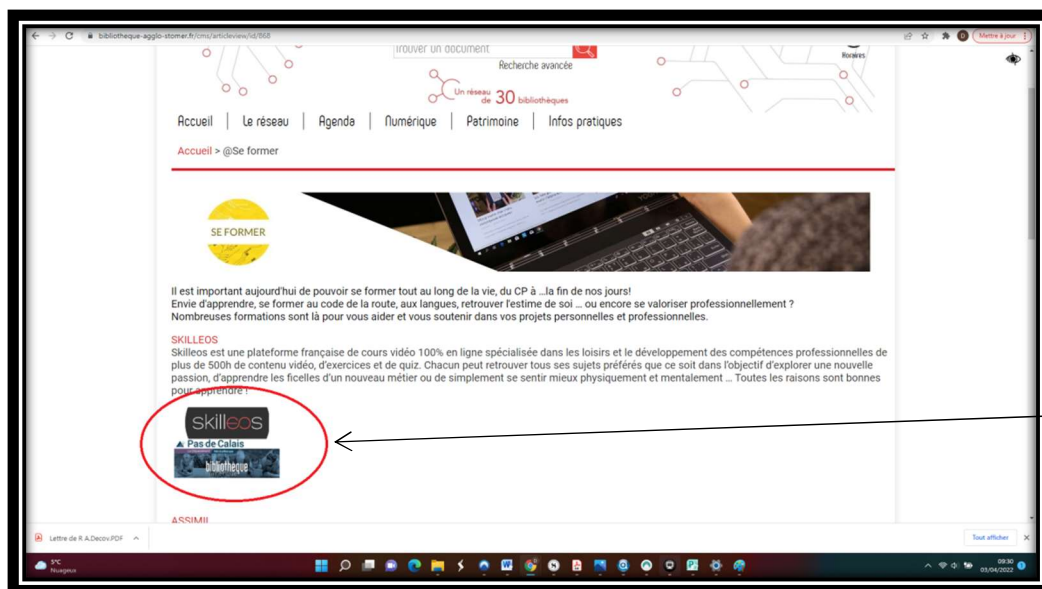 bibliotheque-agglo-stomer.fr/cms/articleview/id/868
Mettre à jour
Trouver un document
Horaires
Recherche avancée
Un réseau
de 30 bibliothèques
Accueil | Le réseau | Agenda | Numérique | Patrimoine | Infos pratiques
Accueil > @Se former
SE FORMER
Il est important aujourd'hui de pouvoir se former tout au long de la vie, du CP à ...la fin de nos jours!
Envie d'apprendre, se former au code de la route, aux langues, retrouver l'estime de soi ... ou encore se valoriser professionnellement ?
Nombreuses formations sont là pour vous aider et vous soutenir dans vos projets personnelles et professionnelles.
SKILLEOS
Skilleos est une plateforme française de cours vidéo 100% en ligne spécialisée dans les loisirs et le développement des compétences professionnelles de
plus de 500h de contenu vidéo, d'exercices et de quiz. Chacun peut retrouver tous ses sujets préférés que ce soit dans l'objectif d'explorer une nouvelle
passion, d'apprendre les ficelles d'un nouveau métier ou de simplement se sentir mieux physiquement et mentalement ... Toutes les raisons sont bonnes
pour apprendre !
skilleos
Pas de Calais
bibliothèque
ASSIMIL
Lettre de R A.Decov.PDF
Tout afficher
5°C
Nuageux
09:30
03/04/2022